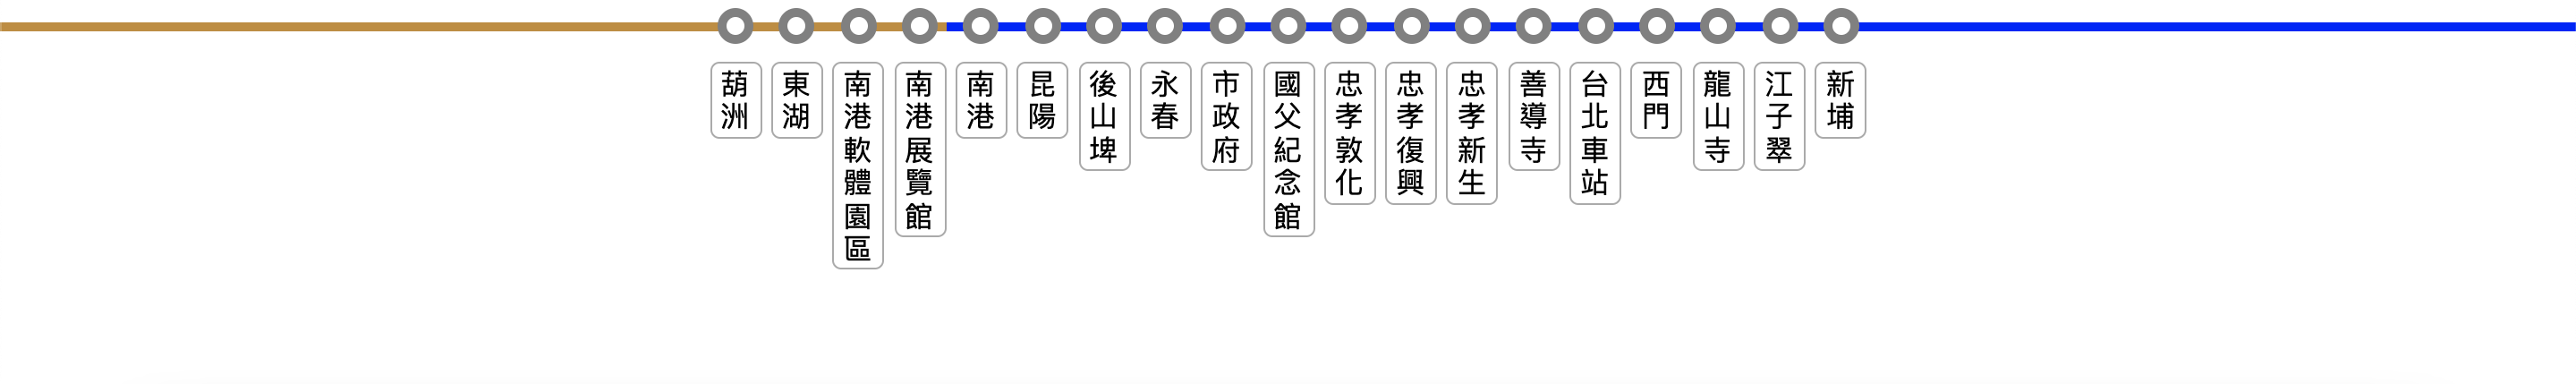 葫洲
東湖
南港軟體園區
南港展覽館
南港
昆陽
後山埤
永春
市政府
國父紀念館
忠孝敦化
忠孝復興
忠孝新生
善導寺
台北車站
西門
龍山寺
江子翠
新埔